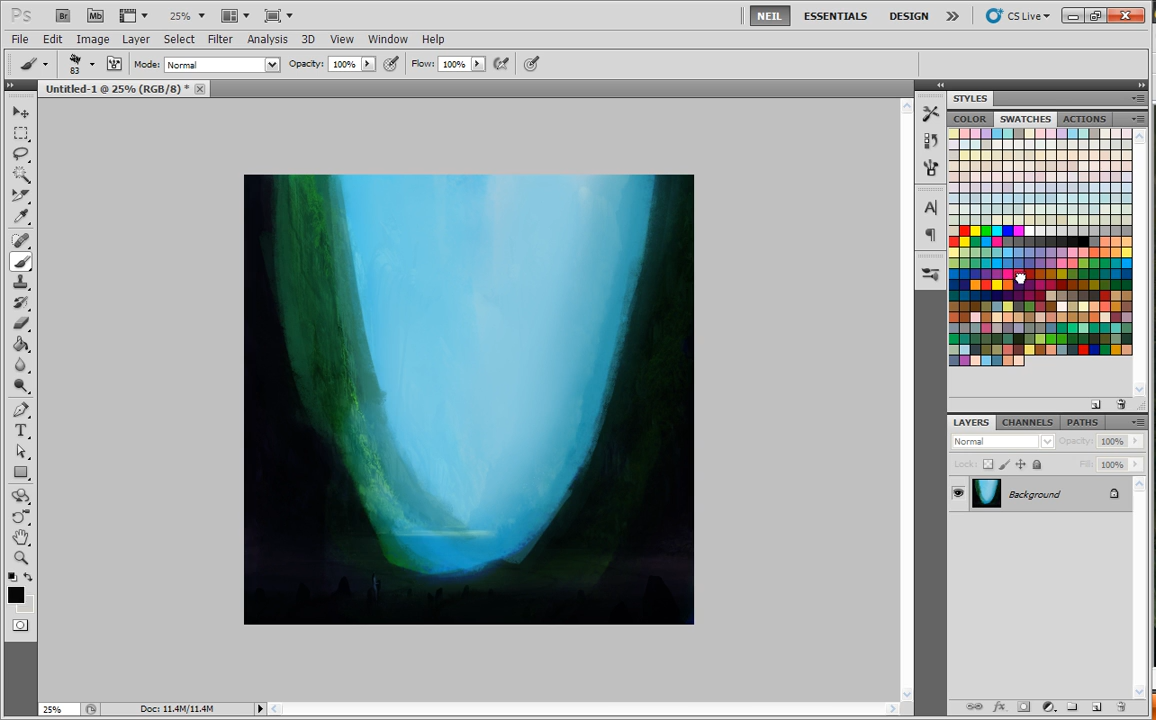 Ps Br Mb 25% NEIL ESSENTIALS DESIGN CS Live
File Edit Image Layer Select Filter Analysis 3D View Window Help
83 Mode: Normal Opacity: 100% Flow: 100%
Untitled-1 @ 25% (RGB/8) *
STYLES
COLOR SWATCHES ACTIONS
A
T
LAYERS CHANNELS PATHS
Normal Opacity: 100%
Lock: Fill: 100%
Background
fx
25% Doc: 11.4M/11.4M